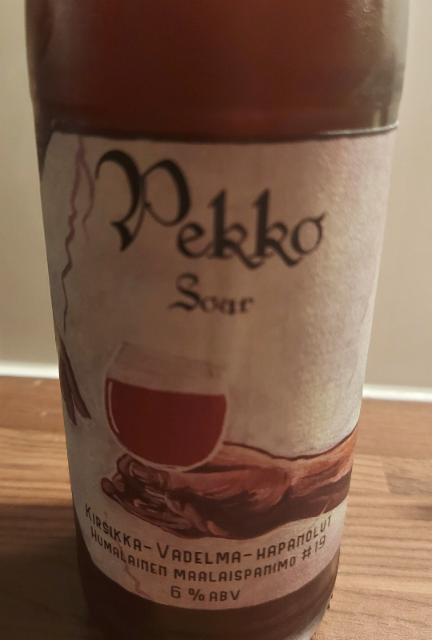 Pekko
Sour
Kirsikka-Vadelma-hapanolut
Humalainen maalaispanimo #19
6 % ABV